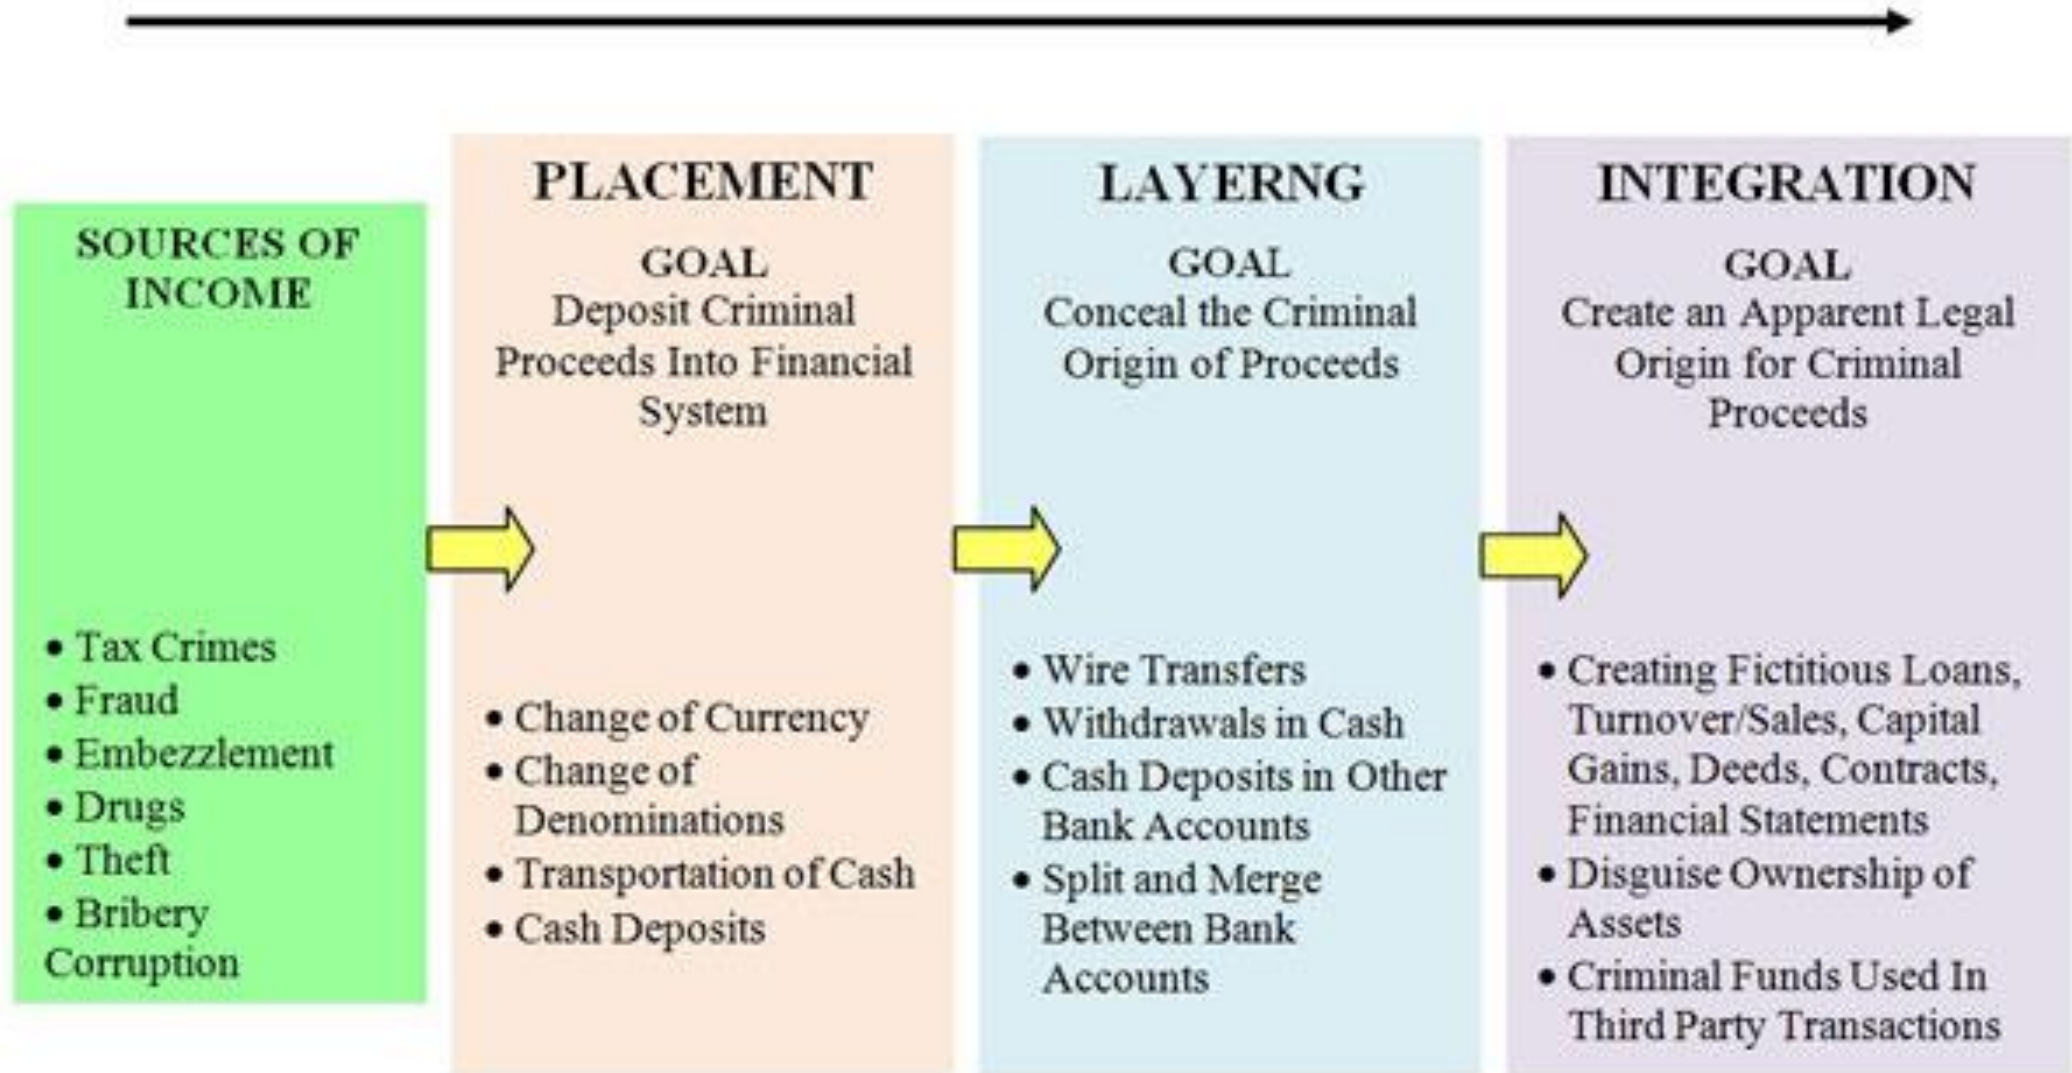 SOURCES OF
INCOME
• Tax Crimes
• Fraud
• Embezzlement
• Drugs
• Theft
• Bribery
Corruption
PLACEMENT
GOAL
Deposit Criminal
Proceeds Into Financial
System
• Change of Currency
• Change of
Denominations
• Transportation of Cash
• Cash Deposits
LAYERNG
GOAL
Conceal the Criminal
Origin of Proceeds
• Wire Transfers
• Withdrawals in Cash
• Cash Deposits in Other
Bank Accounts
• Split and Merge
Between Bank
Accounts
INTEGRATION
GOAL
Create an Apparent Legal
Origin for Criminal
Proceeds
• Creating Fictitious Loans,
Turnover/Sales, Capital
Gains, Deeds, Contracts,
Financial Statements
• Disguise Ownership of
Assets
• Criminal Funds Used In
Third Party Transactions